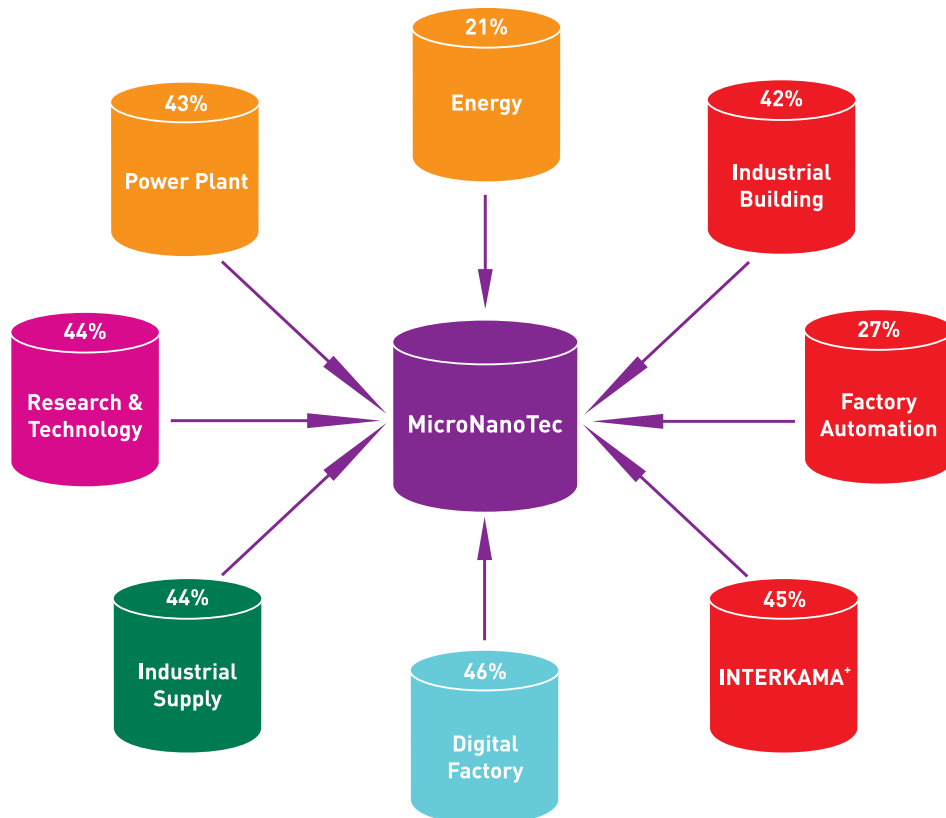 21%
Energy
43%
Power Plant
42%
Industrial
Building
44%
Research &
Technology
MicroNanoTec
27%
Factory
Automation
44%
Industrial
Supply
46%
Digital
Factory
45%
INTERKAMA⁺